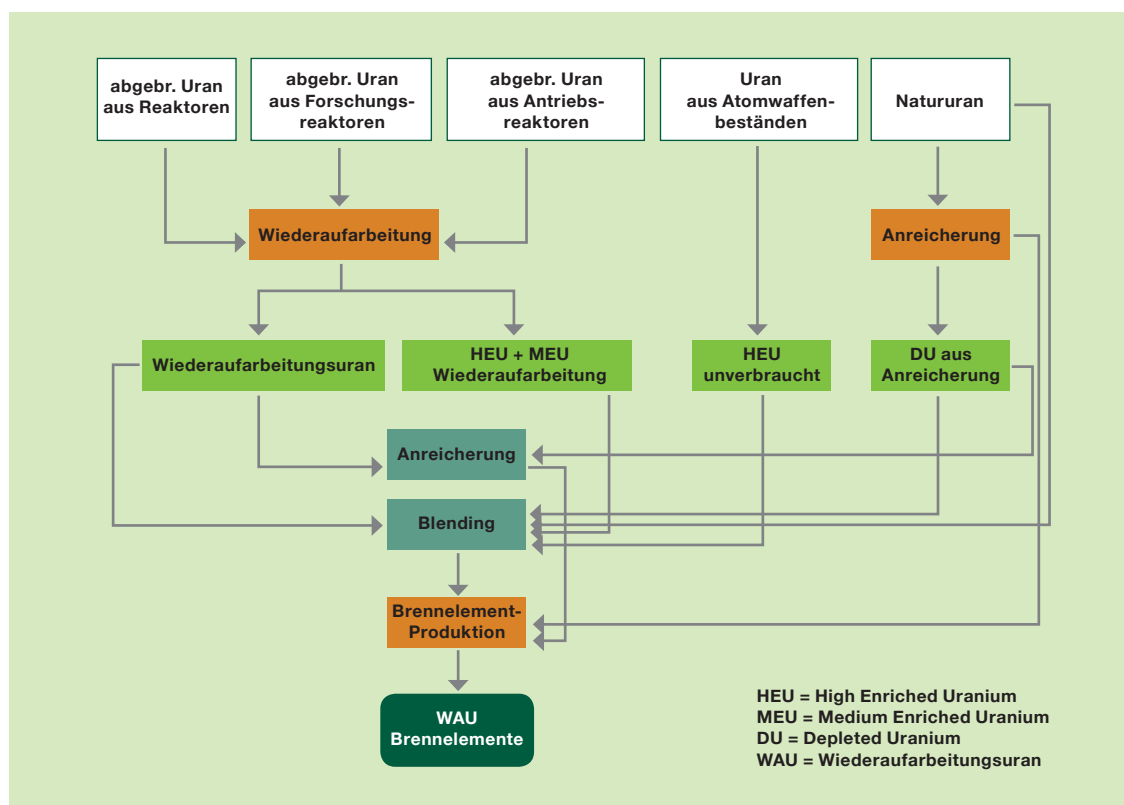 abgebr. Uran
aus Reaktoren
abgebr. Uran
aus Forschungs-
reaktoren
abgebr. Uran
aus Antriebs-
reaktoren
Uran
aus Atomwaffen-
beständen
Natururan
Wiederaufarbeitung
Anreicherung
Wiederaufarbeitungsuran
HEU + MEU
Wiederaufarbeitung
HEU
unverbraucht
DU aus
Anreicherung
Anreicherung
Blending
Brennelement-
Produktion
WAU
Brennelemente
HEU = High Enriched Uranium
MEU = Medium Enriched Uranium
DU = Depleted Uranium
WAU = Wiederaufarbeitungsuran